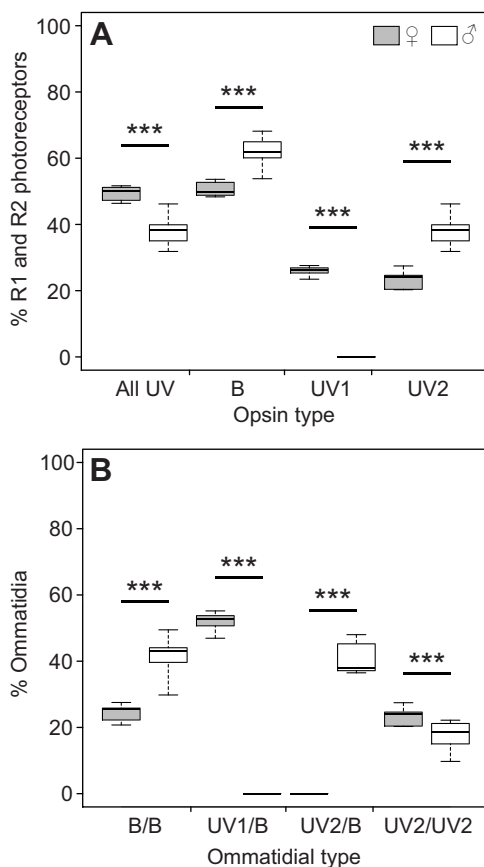 A
♀ ♂
% R1 and R2 photoreceptors
100
80
60
40
20
0
***
***
***
***
All UV B UV1 UV2
Opsin type
B
% Ommatidia
100
80
60
40
20
0
***
***
***
***
B/B UV1/B UV2/B UV2/UV2
Ommatidial type